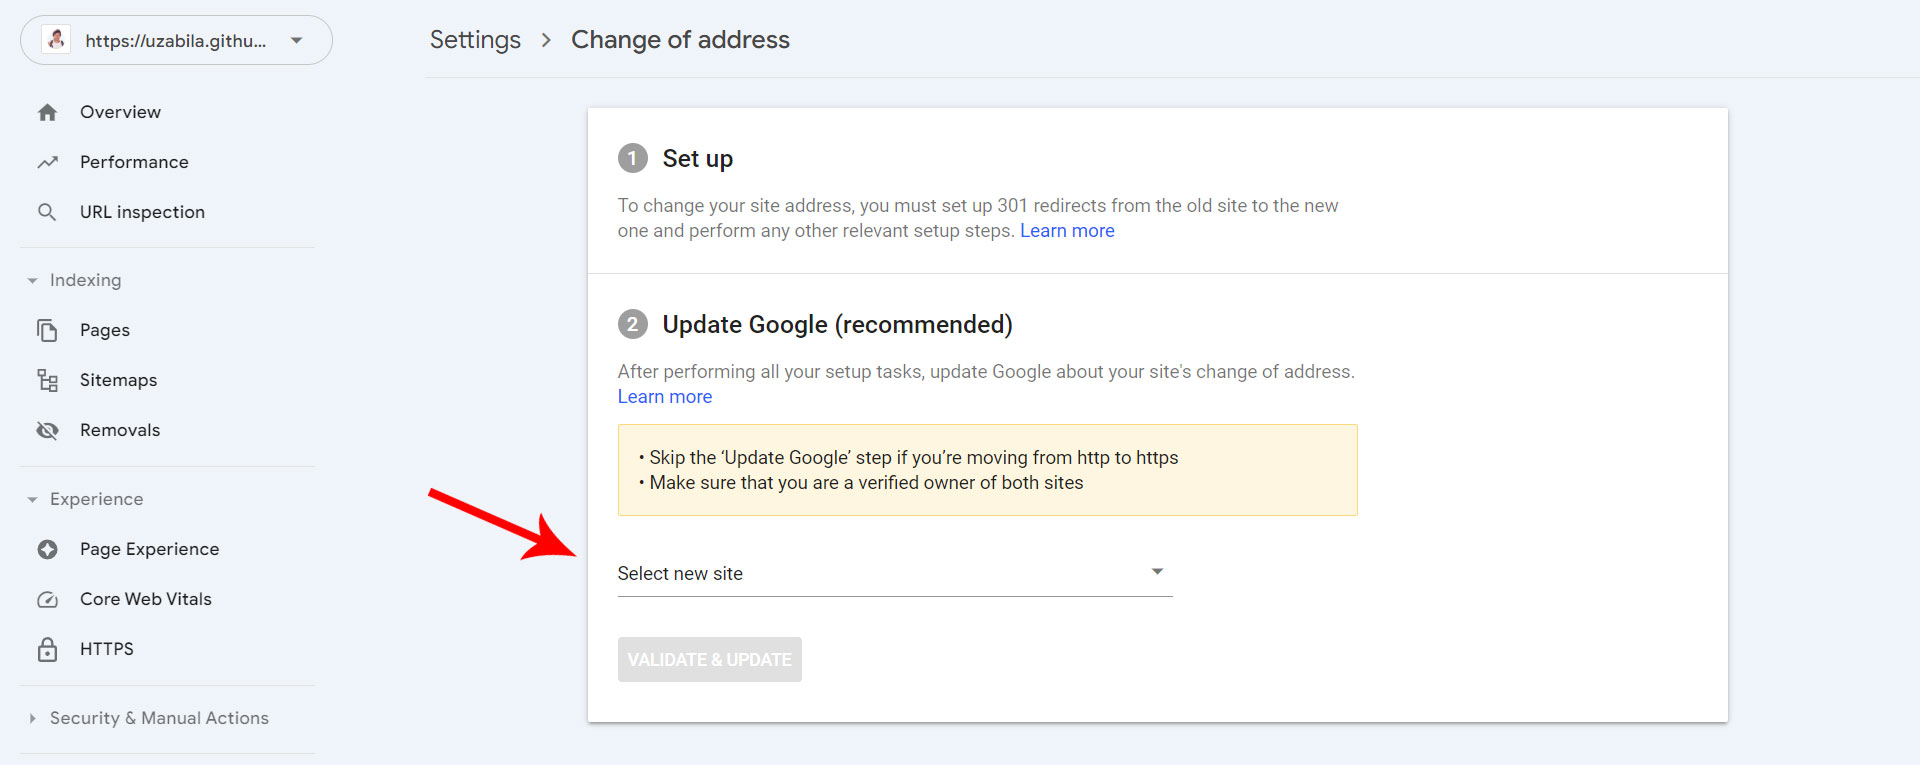 https://uzabila.githu...
Overview
Performance
URL inspection
Indexing
Pages
Sitemaps
Removals
Experience
Page Experience
Core Web Vitals
HTTPS
Security & Manual Actions
Settings > Change of address
1 Set up
To change your site address, you must set up 301 redirects from the old site to the new
one and perform any other relevant setup steps. Learn more
2 Update Google (recommended)
After performing all your setup tasks, update Google about your site's change of address.
Learn more
• Skip the ‘Update Google’ step if you’re moving from http to https
• Make sure that you are a verified owner of both sites
Select new site
VALIDATE & UPDATE